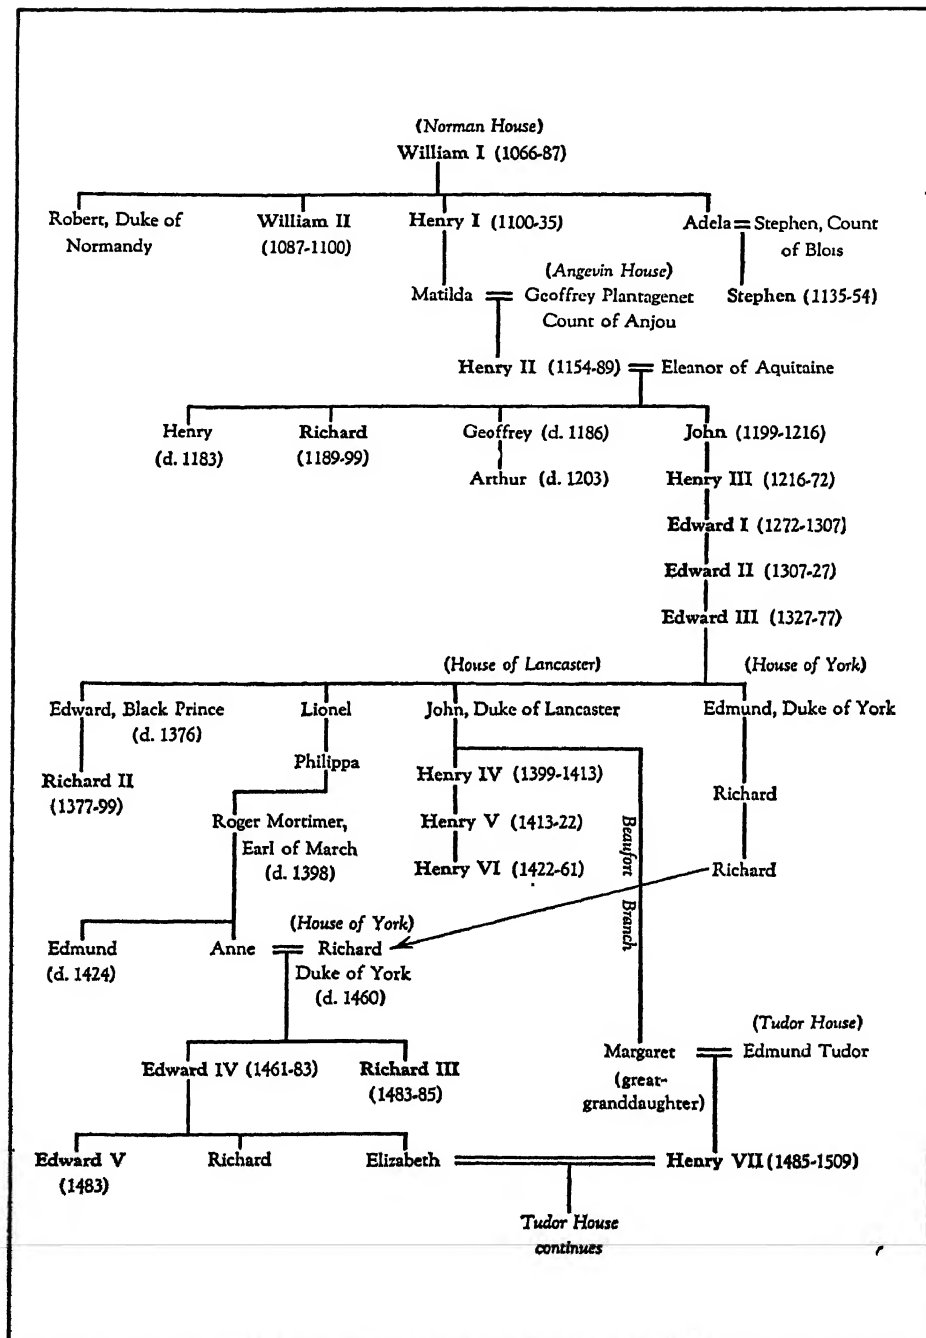 (Norman House)
William I (1066-87)
Robert, Duke of
Normandy
William II
(1087-1100)
Henry I (1100-35)
Adela = Stephen, Count
of Blois
(Angevin House)
Matilda = Geoffrey Plantagenet
Count of Anjou
Stephen (1135-54)
Henry II (1154-89) = Eleanor of Aquitaine
Henry
(d. 1183)
Richard
(1189-99)
Geoffrey (d. 1186)
John (1199-1216)
Arthur (d. 1203)
Henry III (1216-72)
Edward I (1272-1307)
Edward II (1307-27)
Edward III (1327-77)
(House of Lancaster)
(House of York)
Edward, Black Prince
(d. 1376)
Lionel
John, Duke of Lancaster
Edmund, Duke of York
Richard II
(1377-99)
Philippa
Henry IV (1399-1413)
Richard
Roger Mortimer,
Earl of March
(d. 1398)
Henry V (1413-22)
Henry VI (1422-61)
Beaufort Branch
Richard
Edmund
(d. 1424)
(House of York)
Anne = Richard
Duke of York
(d. 1460)
(Tudor House)
Edward IV (1461-83)
Richard III
(1483-85)
Margaret = Edmund Tudor
(great-
granddaughter)
Edward V
(1483)
Richard
Elizabeth = Henry VII (1485-1509)
Tudor House
continues